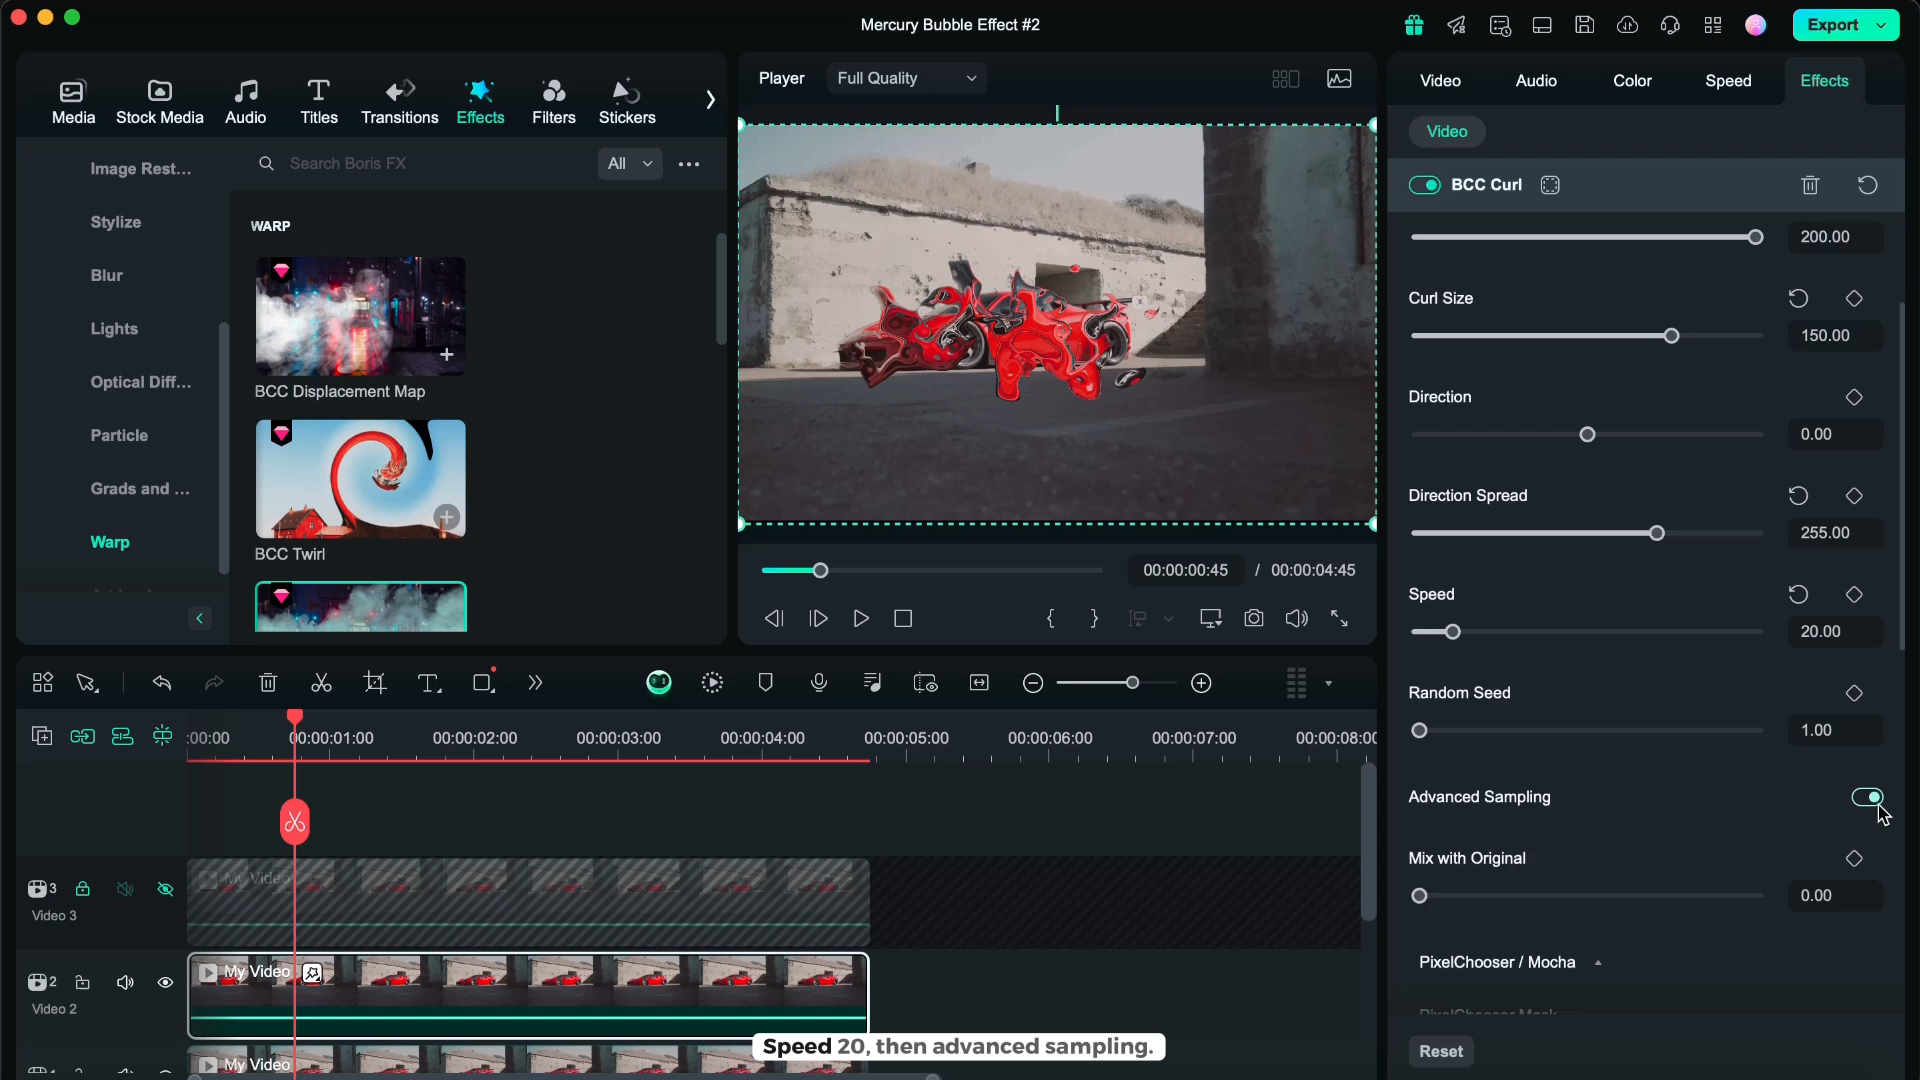 Mercury Bubble Effect #2
Export
Media
Stock Media
Audio
Titles
Transitions
Effects
Filters
Stickers
Player
Full Quality
Video
Audio
Color
Speed
Effects
Video
Image Rest...
Stylize
Blur
Lights
Optical Diff...
Particle
Grads and ...
Warp
Search Boris FX
All
WARP
BCC Displacement Map
BCC Twirl
00:00:00:45 / 00:00:04:45
BCC Curl
200.00
Curl Size
150.00
Direction
0.00
Direction Spread
255.00
Speed
20.00
Random Seed
1.00
Advanced Sampling
Mix with Original
0.00
PixelChooser / Mocha
Reset
:00:00
00:00:01:00
00:00:02:00
00:00:03:00
00:00:04:00
00:00:05:00
00:00:06:00
00:00:07:00
00:00:08:00
3
Video 3
My Video
2
Video 2
My Video
My Video
Speed 20, then advanced sampling.